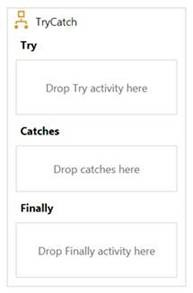 TryCatch
Try
Drop Try activity here
Catches
Drop catches here
Finally
Drop Finally activity here